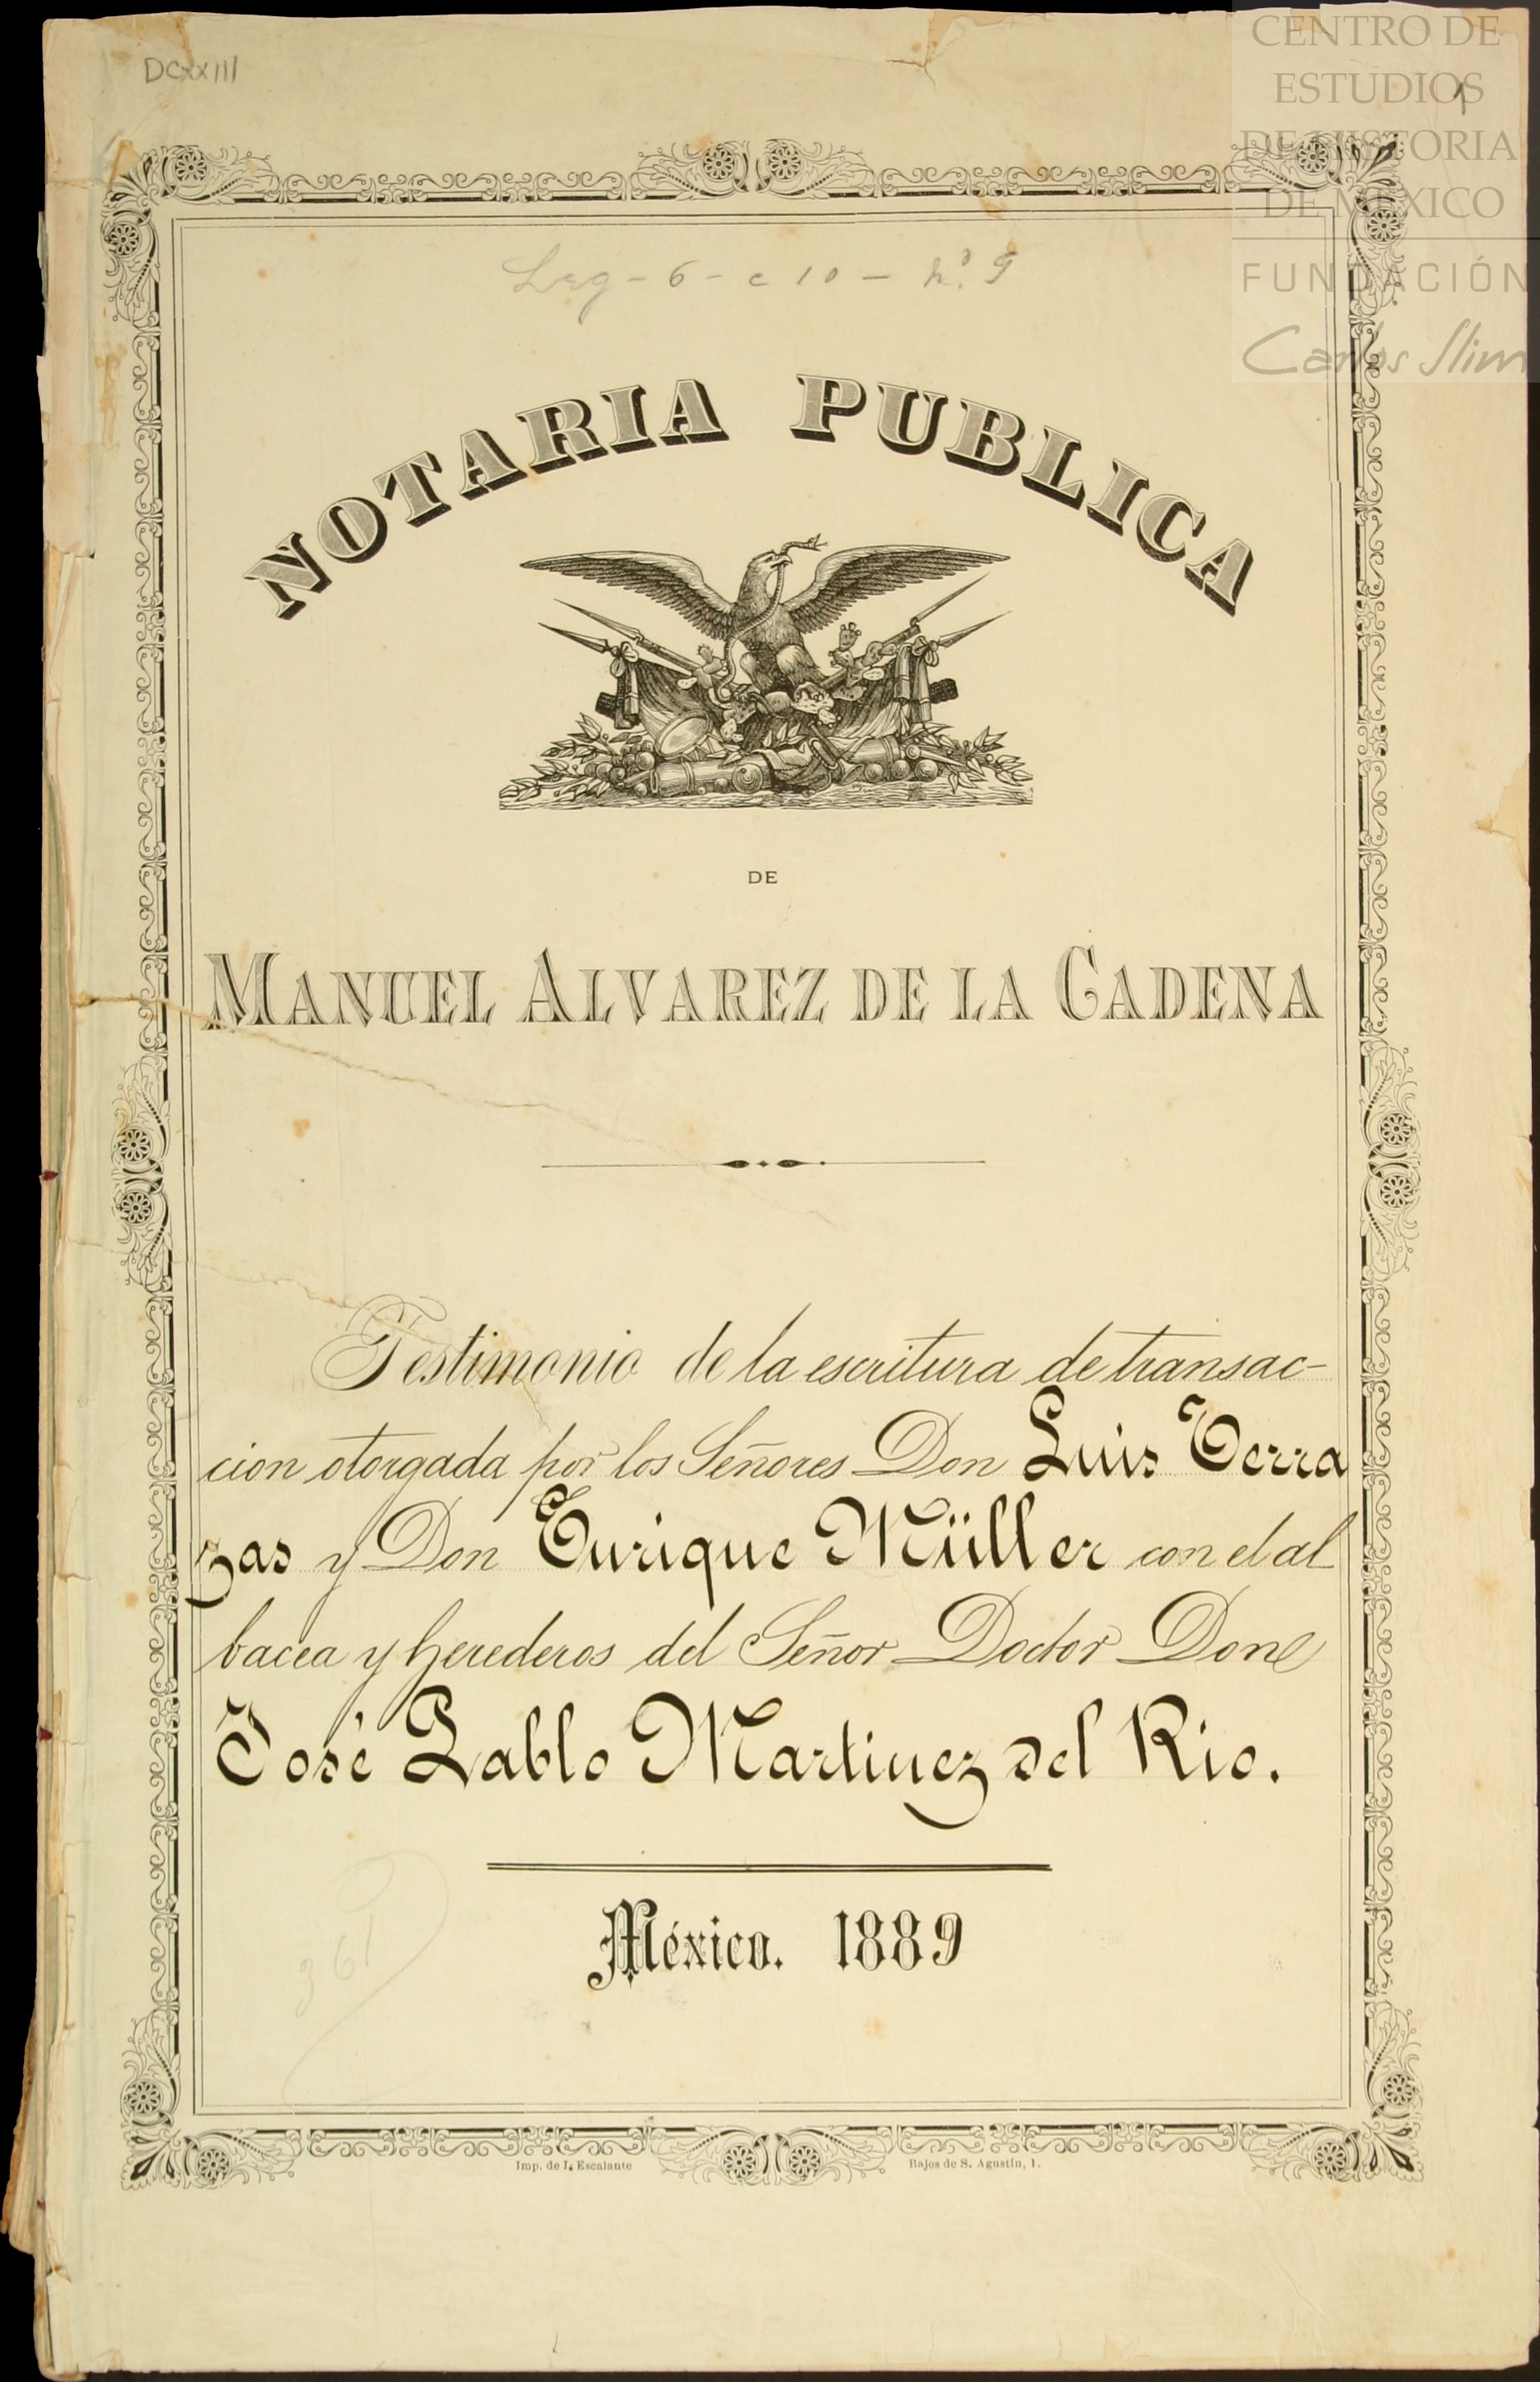 DCXXIII
1
CENTRO DE
ESTUDIOS
DE HISTORIA
DE MÉXICO
FUNDACIÓN
Carlos Slim
Leg - 6 - c 10 - n.º 9
NOTARIA PUBLICA
DE
MANUEL ALVAREZ DE LA CADENA
Testimonio de la escritura de transac-
cion otorgada por los Señores Don Luis Terra
zas y Don Enrique Müller con el al
bacea y herederos del Señor Doctor Don
José Pablo Martinez del Rio.
México. 1889
361
Imp. de I. Escalante
Bajos de S. Agustín, 1.